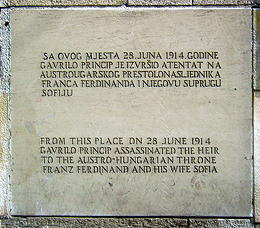 SA OVOG MJESTA 28. JUNA 1914. GODINE
GAVRILO PRINCIP JE IZVRŠIO ATENTAT NA
AUSTROUGARSKOG PRESTOLONASLJEDNIKA
FRANCA FERDINANDA I NJEGOVU SUPRUGU
SOFIJU
FROM THIS PLACE ON 28 JUNE 1914
GAVRILO PRINCIP ASSASSINATED THE HEIR
TO THE AUSTRO-HUNGARIAN THRONE
FRANZ FERDINAND AND HIS WIFE SOFIA